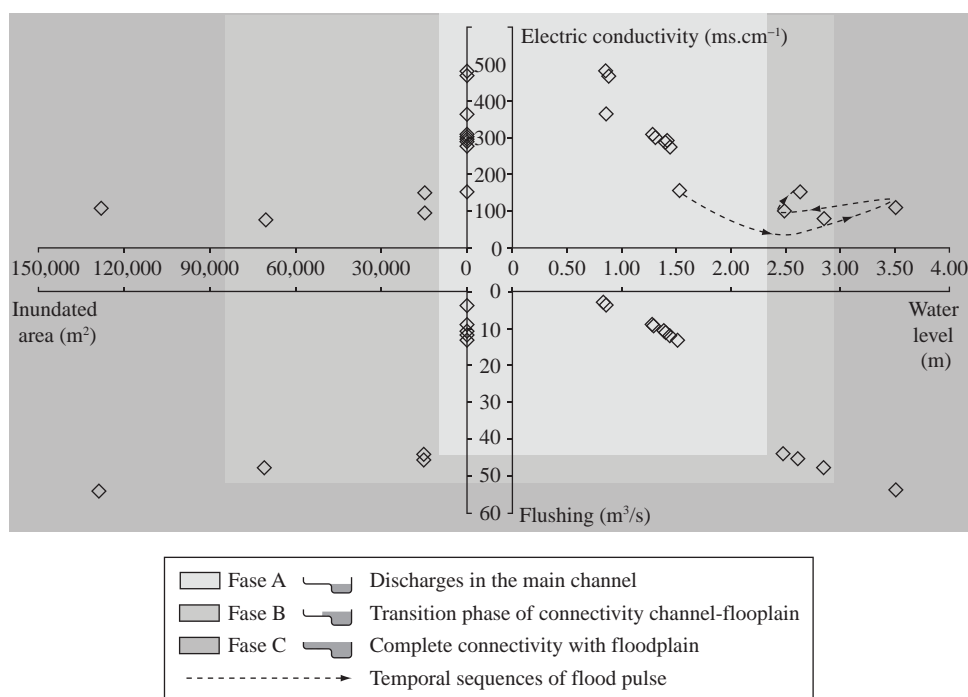 Electric conductivity (ms.cm−1)
500
400
300
200
100
0
150,000 120,000 90,000 60,000 30,000 0 0 0.50 1.00 1.50 2.00 2.50 3.00 3.50 4.00
0
Inundated
area (m2)
Water
level
(m)
10
20
30
40
50
60
Flushing (m3/s)
Fase A Discharges in the main channel
Fase B Transition phase of connectivity channel-flooplain
Fase C Complete connectivity with floodplain
Temporal sequences of flood pulse